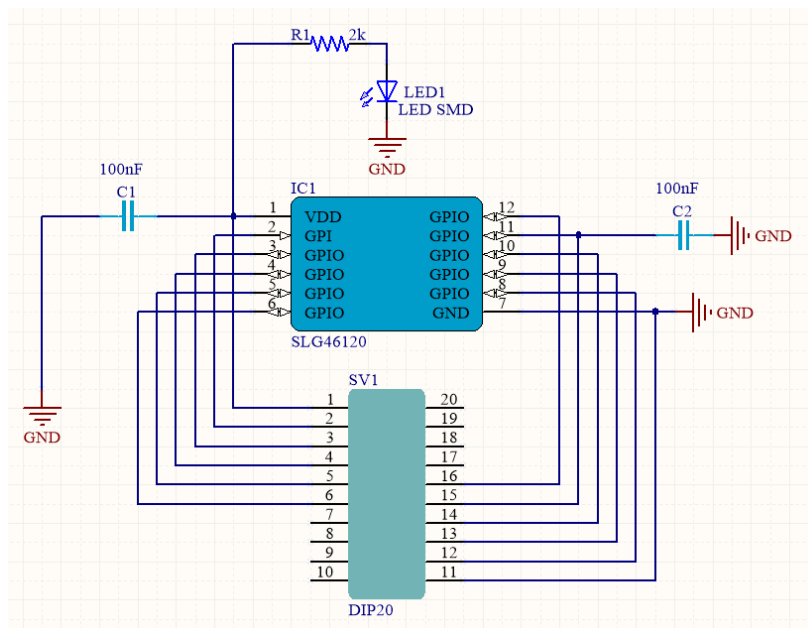 R1 2k
LED1
LED SMD
GND
100nF
C1
GND
IC1
1 VDD GPIO 12
2 GPI GPIO 11
3 GPIO GPIO 10
4 GPIO GPIO 9
5 GPIO GPIO 8
6 GPIO GND 7
SLG46120
100nF
C2
GND
GND
SV1
1 20
2 19
3 18
4 17
5 16
6 15
7 14
8 13
9 12
10 11
DIP20